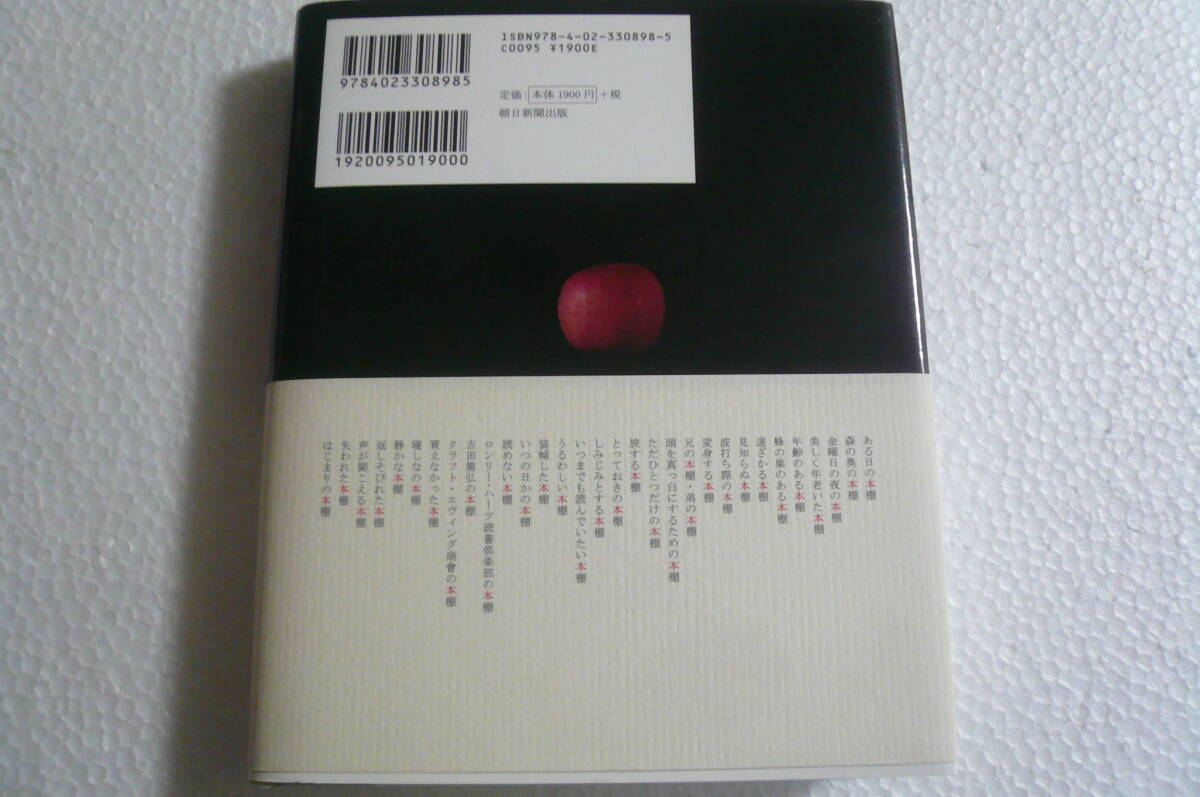 ISBN978-4-02-330898-5
C0095 ¥1900E
9784023308985
定価：本体1900円+税
朝日新聞出版
1920095019000
ある日の本棚
森の奥の本棚
金曜日の夜の本棚
美しく年老いた本棚
年齢のある本棚
蜂の巣のある本棚
遠ざかる本棚
見知らぬ本棚
波打ち際の本棚
変身する本棚
兄の本棚・弟の本棚
頭を真っ白にするための本棚
ただひとつだけの本棚
旅する本棚
とっておきの本棚
しみじみとする本棚
いつまでも読んでいたい本棚
うるわしい本棚
装幀した本棚
いつの日かの本棚
読めない本棚
ロンリー・ハーツ読書倶楽部の本棚
吉田篤弘の本棚
クラフト・エヴィング商會の本棚
買えなかった本棚
寝しなの本棚
静かな本棚
返しそびれた本棚
声が聞こえる本棚
失われた本棚
はじまりの本棚